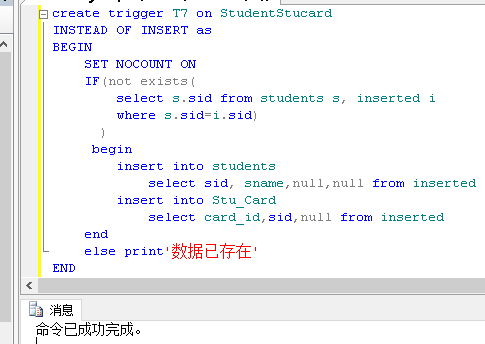 create trigger T7 on StudentStucard
INSTEAD OF INSERT as
BEGIN
SET NOCOUNT ON
IF(not exists(
select s.sid from students s, inserted i
where s.sid=i.sid)
)
begin
insert into students
select sid, sname,null,null from inserted
insert into Stu_Card
select card_id,sid,null from inserted
end
else print'数据已存在'
END
消息
命令已成功完成。